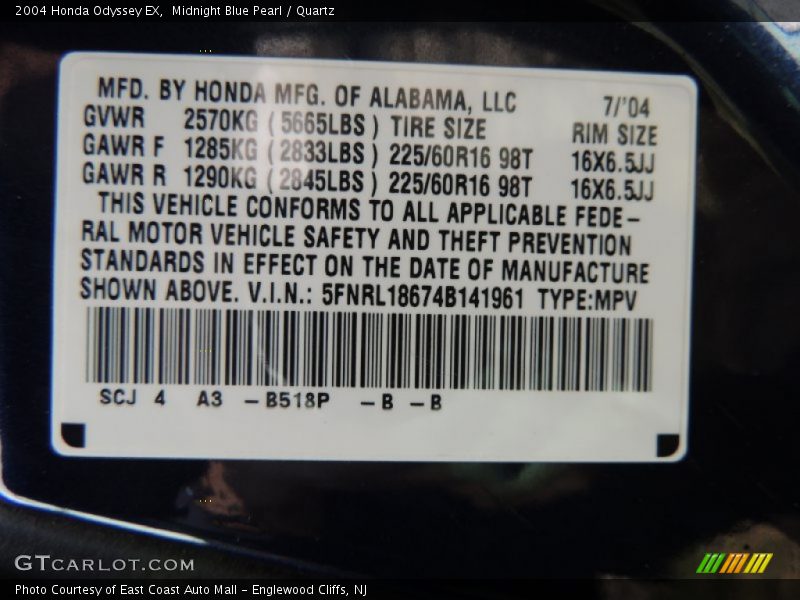 2004 Honda Odyssey EX,  Midnight Blue Pearl / Quartz
MFD. BY HONDA MFG. OF ALABAMA, LLC 7/'04
GVWR 2570KG ( 5665LBS ) TIRE SIZE RIM SIZE
GAWR F 1285KG ( 2833LBS ) 225/60R16 98T 16X6.5JJ
GAWR R 1290KG ( 2845LBS ) 225/60R16 98T 16X6.5JJ
THIS VEHICLE CONFORMS TO ALL APPLICABLE FEDE-
RAL MOTOR VEHICLE SAFETY AND THEFT PREVENTION
STANDARDS IN EFFECT ON THE DATE OF MANUFACTURE
SHOWN ABOVE. V.I.N.: 5FNRL18674B141961 TYPE:MPV
SCJ 4 A3 -B518P -B -B
GTCARLOT.COM
Photo Courtesy of East Coast Auto Mall - Englewood Cliffs, NJ